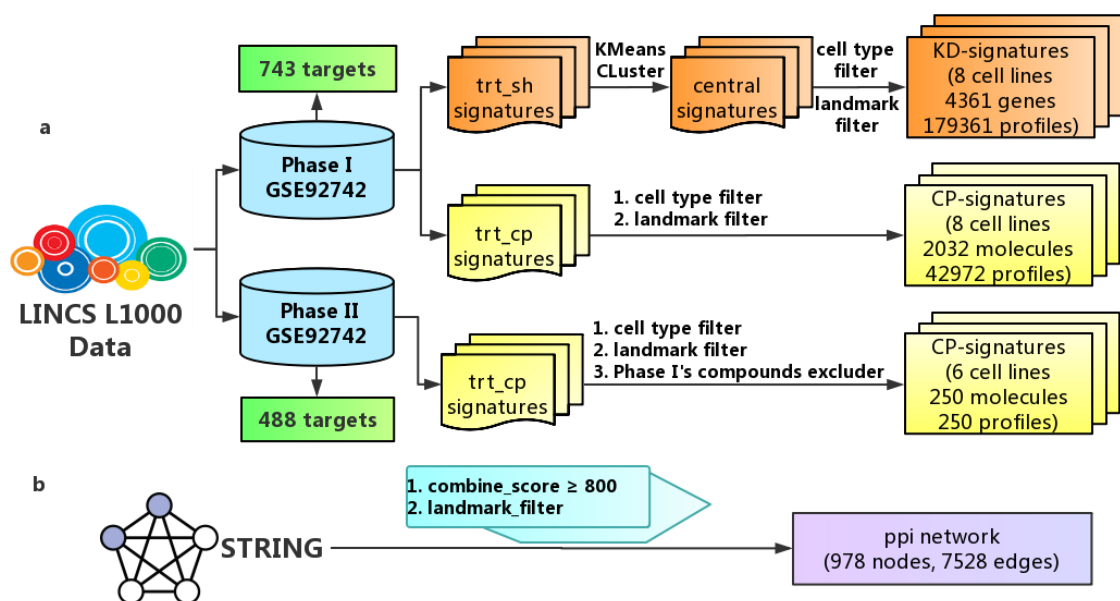 a
743 targets
Phase I
GSE92742
trt_sh
signatures
KMeans
CLuster
central
signatures
cell type
filter
landmark
filter
KD-signatures
(8 cell lines
4361 genes
179361 profiles)
trt_cp
signatures
1. cell type filter
2. landmark filter
CP-signatures
(8 cell lines
2032 molecules
42972 profiles)
LINCS L1000
Data
Phase II
GSE92742
488 targets
trt_cp
signatures
1. cell type filter
2. landmark filter
3. Phase I's compounds excluder
CP-signatures
(6 cell lines
250 molecules
250 profiles)
b
STRING
1. combine_score ≥ 800
2. landmark_filter
ppi network
(978 nodes, 7528 edges)